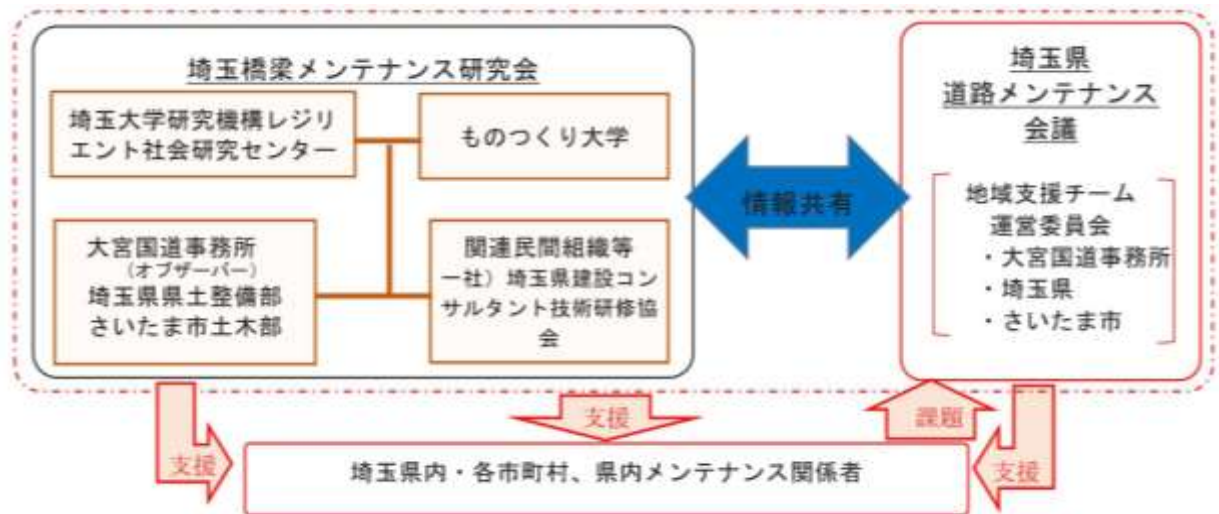 埼玉橋梁メンテナンス研究会
埼玉大学研究機構レジリ
エント社会研究センター
ものつくり大学
大宮国道事務所
(オブザーバー)
埼玉県県土整備部
さいたま市土木部
関連民間組織等
一社）埼玉県建設コン
サルタント技術研修協
会
情報共有
埼玉県
道路メンテナンス
会議
地域支援チーム
運営委員会
・大宮国道事務所
・埼玉県
・さいたま市
支援
支援
課題
支援
埼玉県内・各市町村、県内メンテナンス関係者